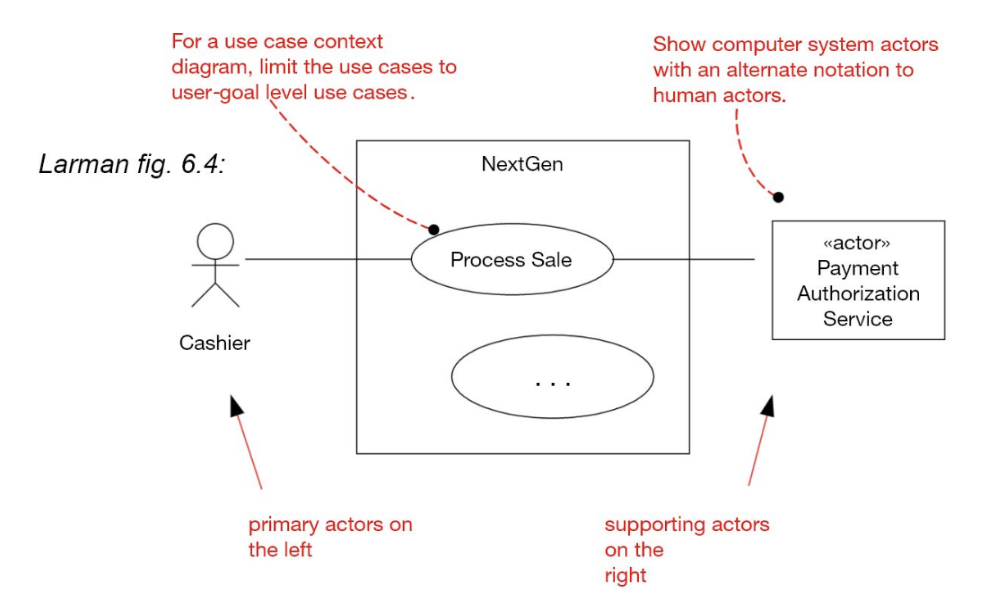 For a use case context
diagram, limit the use cases to
user-goal level use cases.
Show computer system actors
with an alternate notation to
human actors.
Larman fig. 6.4:
NextGen
Process Sale
«actor»
Payment
Authorization
Service
Cashier
. . .
primary actors on
the left
supporting actors
on the
right